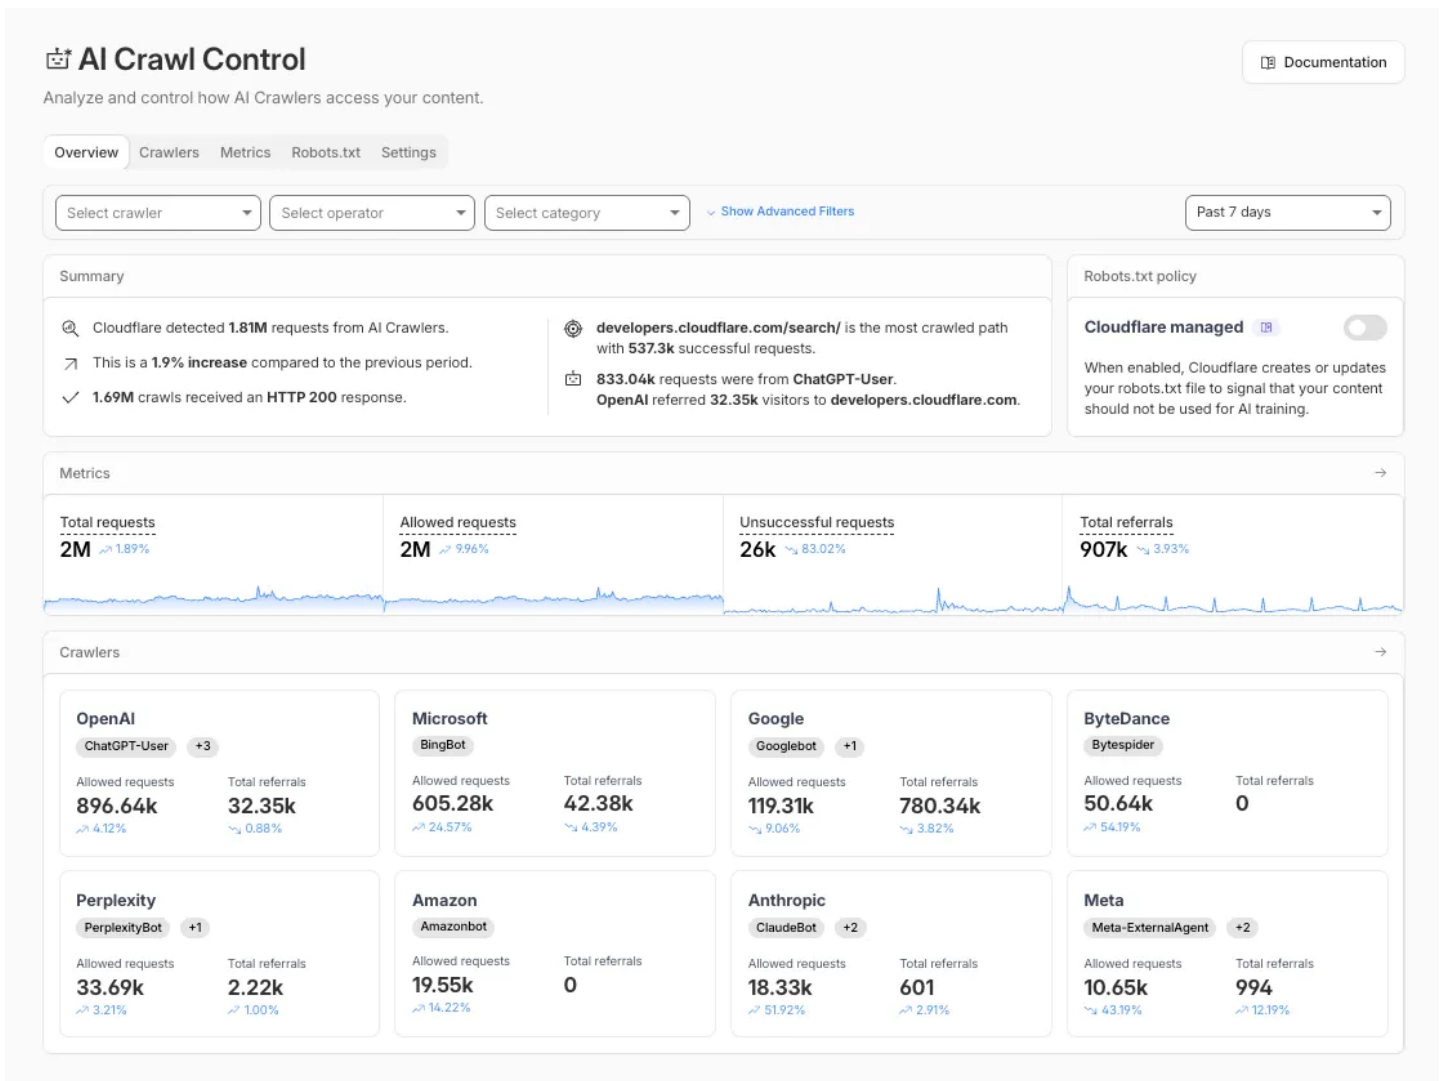 AI Crawl Control
Documentation
Analyze and control how AI Crawlers access your content.
Overview Crawlers Metrics Robots.txt Settings
Select crawler Select operator Select category Show Advanced Filters Past 7 days
Summary
Cloudflare detected 1.81M requests from AI Crawlers.
This is a 1.9% increase compared to the previous period.
1.69M crawls received an HTTP 200 response.
developers.cloudflare.com/search/ is the most crawled path
with 537.3k successful requests.
833.04k requests were from ChatGPT-User.
OpenAI referred 32.35k visitors to developers.cloudflare.com.
Robots.txt policy
Cloudflare managed
When enabled, Cloudflare creates or updates
your robots.txt file to signal that your content
should not be used for AI training.
Metrics
Total requests
2M 1.89%
Allowed requests
2M 9.96%
Unsuccessful requests
26k 83.02%
Total referrals
907k 3.93%
Crawlers
OpenAI
ChatGPT-User +3
Allowed requests Total referrals
896.64k 32.35k
4.12% 0.88%
Microsoft
BingBot
Allowed requests Total referrals
605.28k 42.38k
24.57% 4.39%
Google
Googlebot +1
Allowed requests Total referrals
119.31k 780.34k
9.06% 3.82%
ByteDance
Bytespider
Allowed requests Total referrals
50.64k 0
54.19%
Perplexity
PerplexityBot +1
Allowed requests Total referrals
33.69k 2.22k
3.21% 1.00%
Amazon
Amazonbot
Allowed requests Total referrals
19.55k 0
14.22%
Anthropic
ClaudeBot +2
Allowed requests Total referrals
18.33k 601
51.92% 2.91%
Meta
Meta-ExternalAgent +2
Allowed requests Total referrals
10.65k 994
43.19% 12.19%